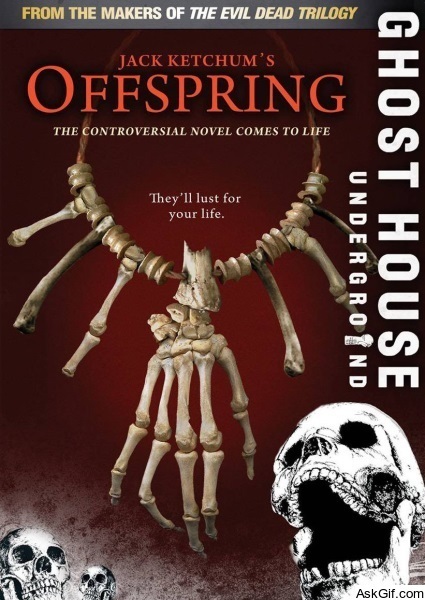 FROM THE MAKERS OF THE EVIL DEAD TRILOGY
JACK KETCHUM'S
OFFSPRING
THE CONTROVERSIAL NOVEL COMES TO LIFE
They'll lust for
your life.
GHOST HOUSE
UNDERGROUND
AskGif.com